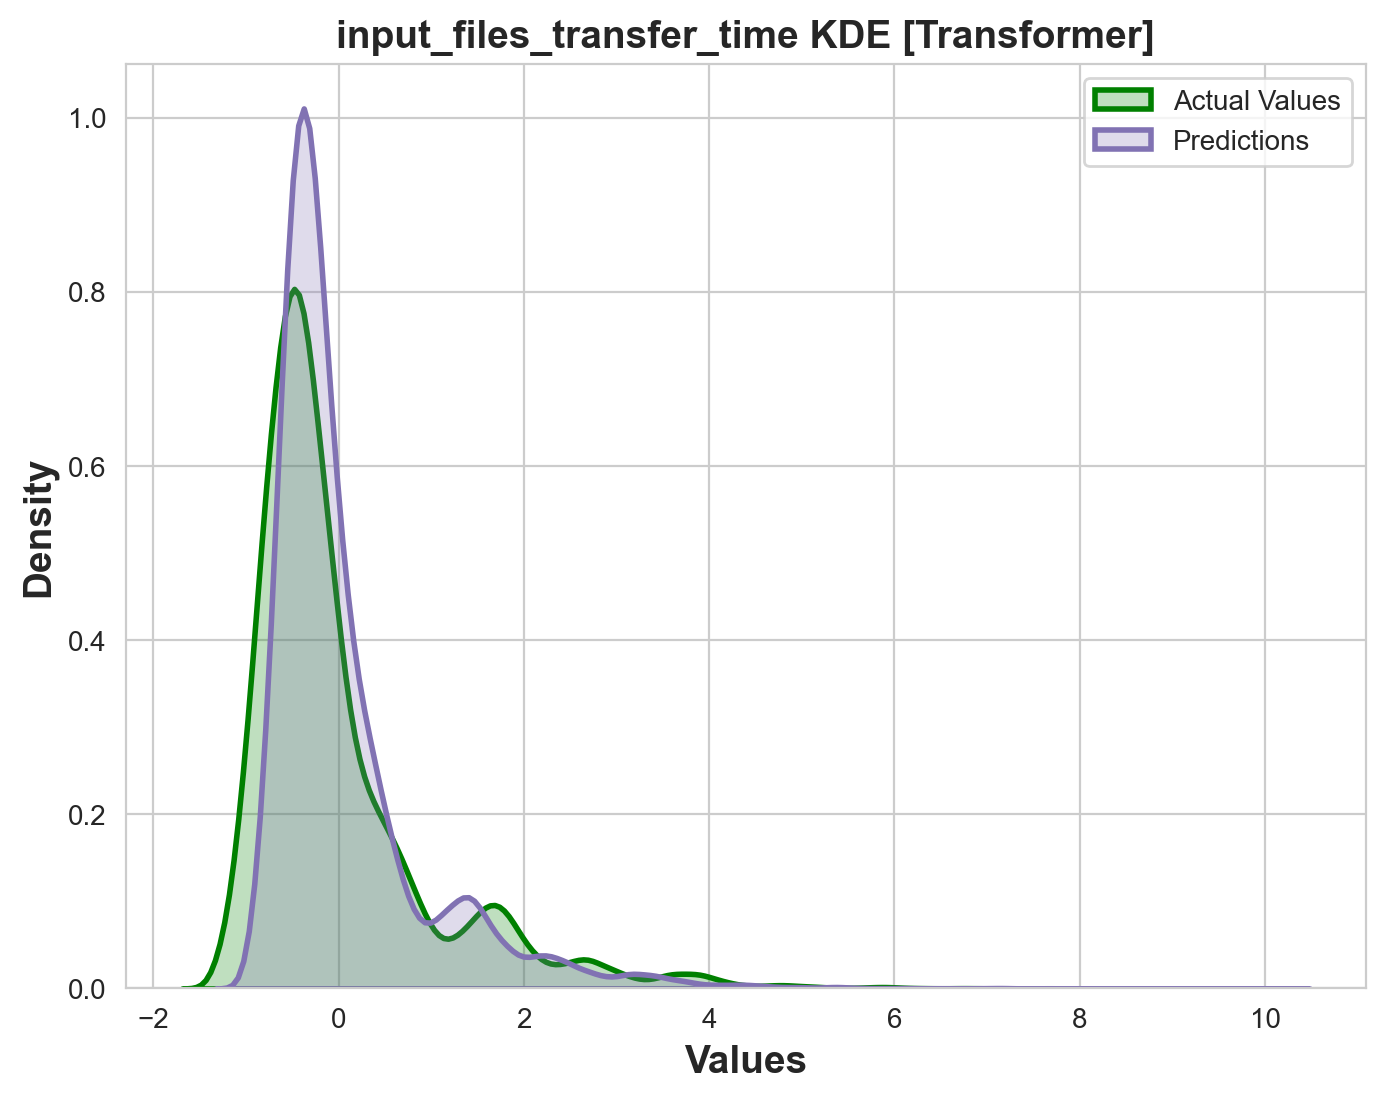 input_files_transfer_time KDE [Transformer]
Actual Values
Predictions
Density
1.0
0.8
0.6
0.4
0.2
0.0
−2 0 2 4 6 8 10
Values